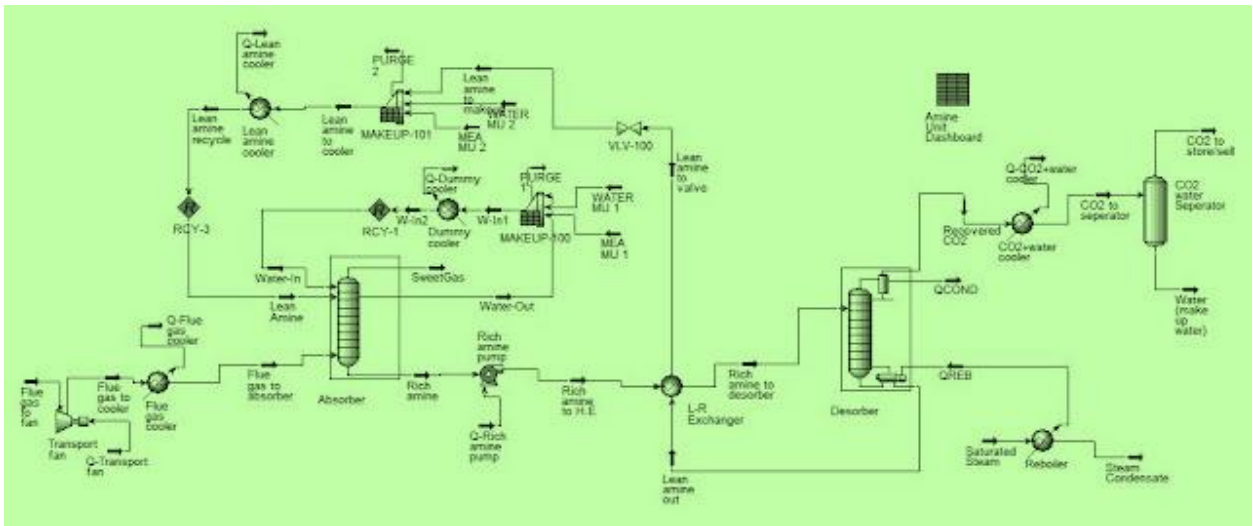 Q-Lean
amine
cooler
PURGE
2
Lean
amine
to
makeup
WATER
MU 2
MEA
MU 2
MAKEUP-101
Lean
amine
to
cooler
Lean
amine
cooler
Lean
amine
recycle
VLV-100
Lean
amine
to
valve
Amine
Unit
Dashboard
Q-CO2+water
cooler
CO2 to
store/sell
CO2
water
Seperator
CO2 to
seperator
CO2+water
cooler
Recovered
CO2
Water
(make
up
water)
Q-Dummy
cooler
PURGE
1
WATER
MU 1
MEA
MU 1
MAKEUP-100
W-In1
Dummy
cooler
W-In2
RCY-1
RCY-3
Water-In
SweetGas
Lean
Amine
Water-Out
QCOND
Q-Flue
gas
cooler
Flue
gas
to
fan
Flue
gas to
cooler
Flue
gas
cooler
Flue
gas to
absorber
Absorber
Rich
amine
Rich
amine
pump
Rich
amine
to H.E
L-R
Exchanger
Rich
amine to
desorber
Desorber
QREB
Transport
fan
Q-Transport
fan
Q-Rich
amine
pump
Lean
amine
out
Saturated
Steam
Reboiler
Steam
Condensate